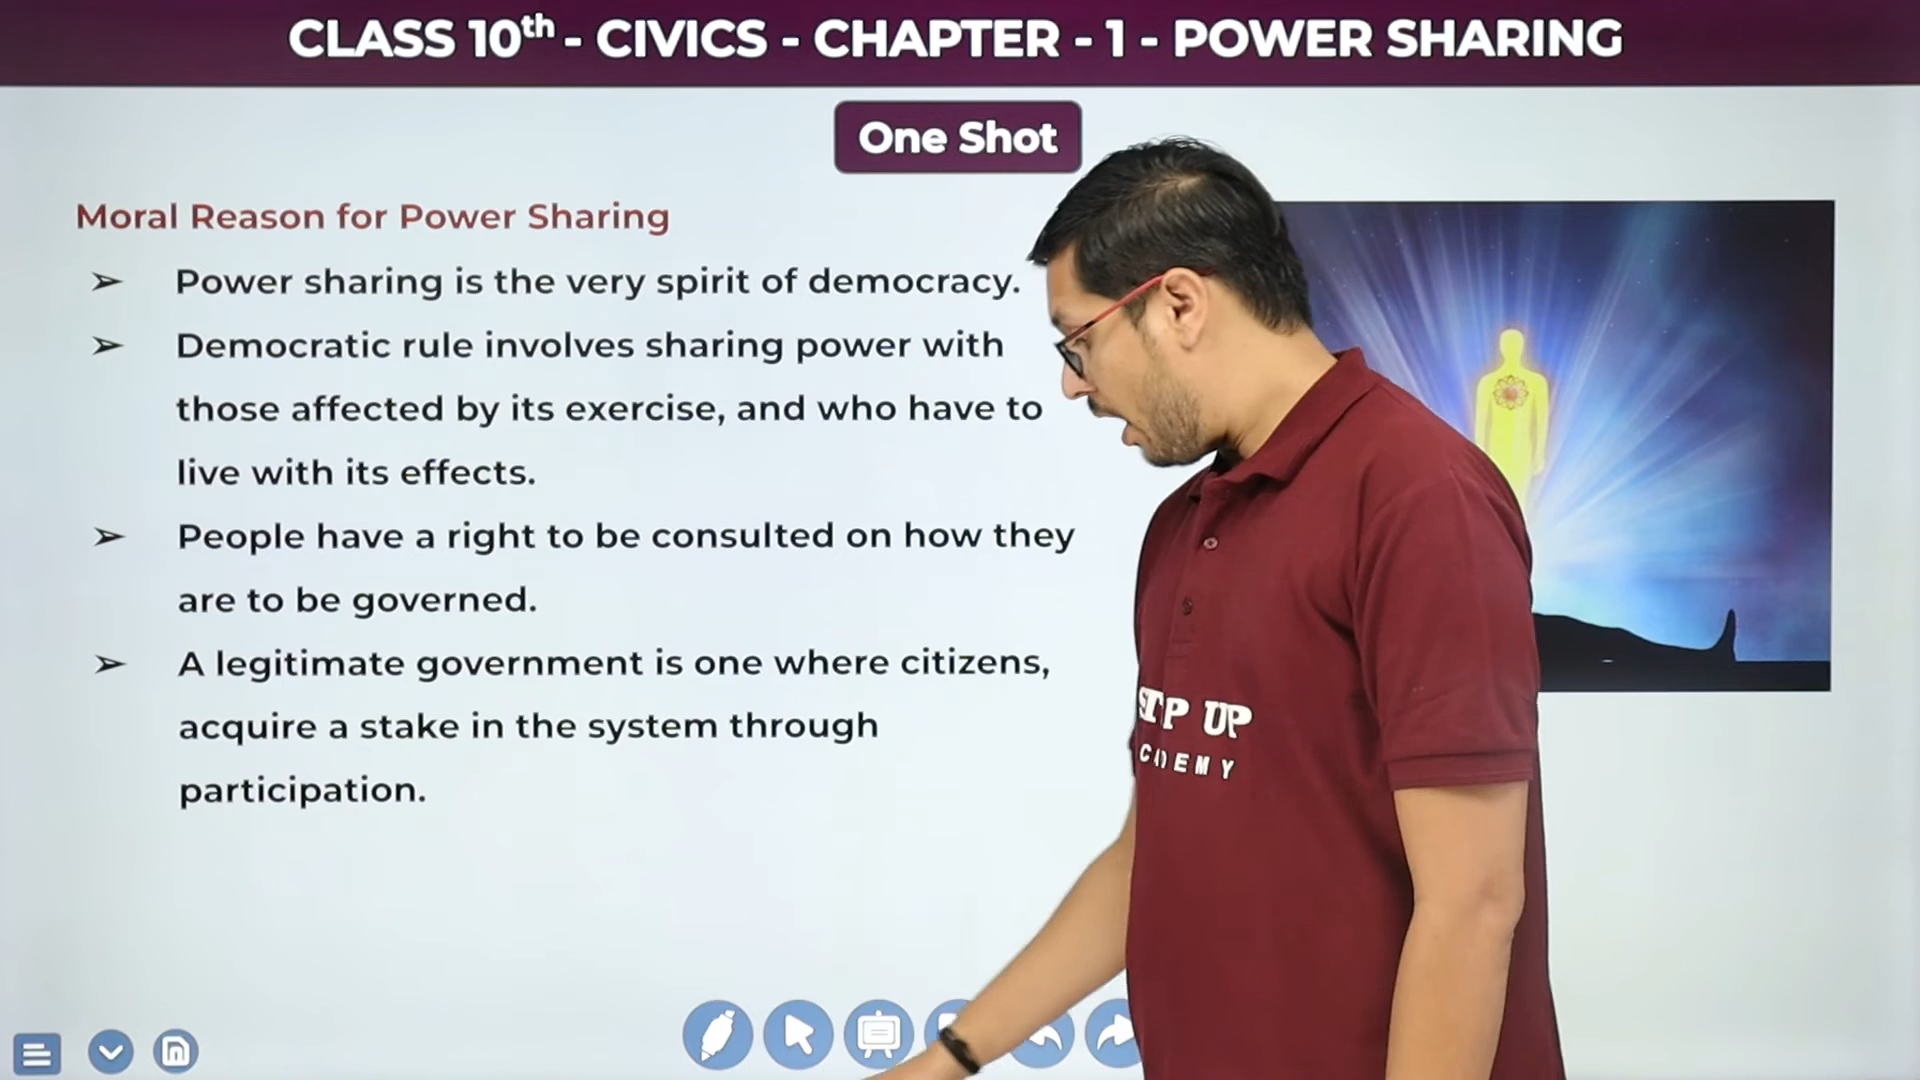 CLASS 10th - CIVICS - CHAPTER - 1 - POWER SHARING
One Shot
Moral Reason for Power Sharing
➢ Power sharing is the very spirit of democracy.
➢ Democratic rule involves sharing power with
those affected by its exercise, and who have to
live with its effects.
➢ People have a right to be consulted on how they
are to be governed.
➢ A legitimate government is one where citizens,
acquire a stake in the system through
participation.
UP